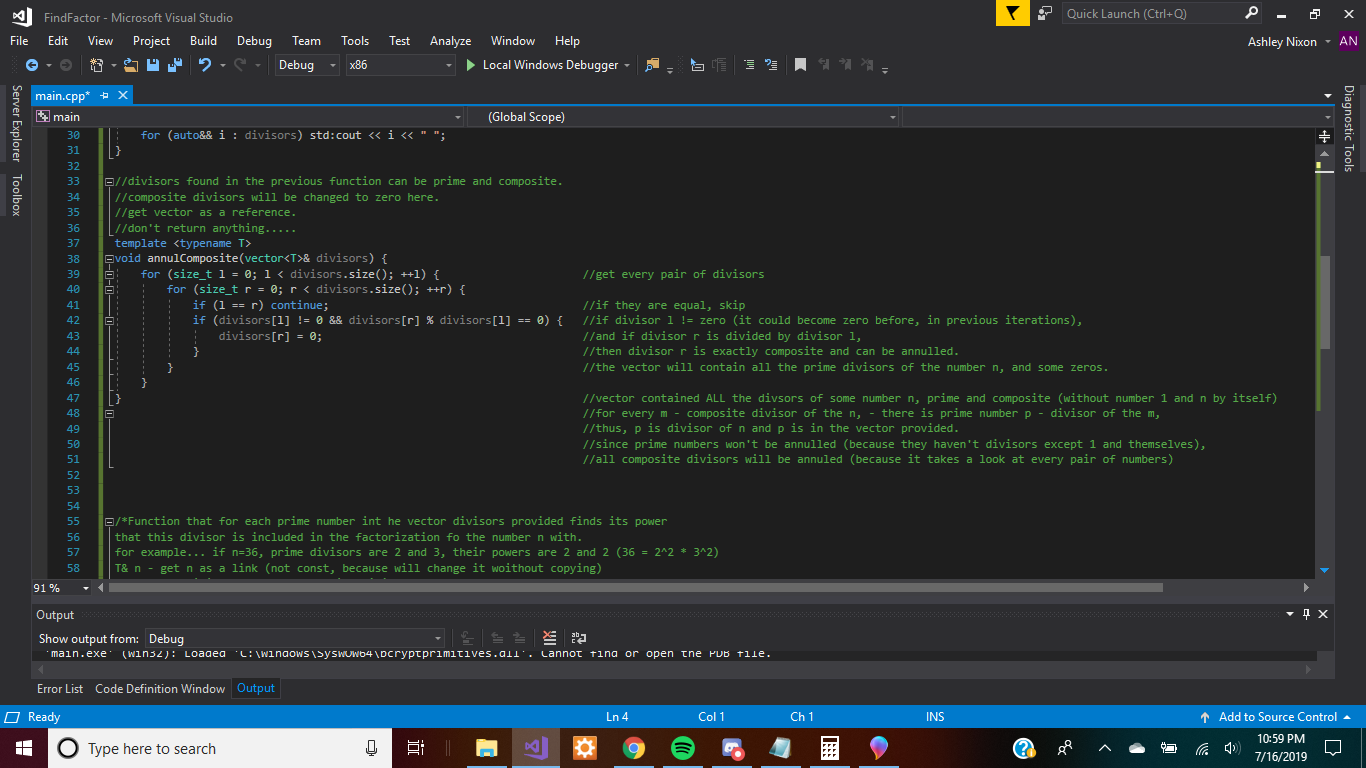 FindFactor - Microsoft Visual Studio
Quick Launch (Ctrl+Q)
File Edit View Project Build Debug Team Tools Test Analyze Window Help
Ashley Nixon AN
Debug x86 Local Windows Debugger
Server Explorer
Toolbox
Diagnostic Tools
main.cpp*
main (Global Scope)
30 for (auto&& i : divisors) std:cout << i << " ";
31 }
32
33 //divisors found in the previous function can be prime and composite.
34 //composite divisors will be changed to zero here.
35 //get vector as a reference.
36 //don't return anything.....
37 template <typename T>
38 void annulComposite(vector<T>& divisors) {
39 for (size_t l = 0; l < divisors.size(); ++l) { //get every pair of divisors
40 for (size_t r = 0; r < divisors.size(); ++r) {
41 if (l == r) continue; //if they are equal, skip
42 if (divisors[l] != 0 && divisors[r] % divisors[l] == 0) { //if divisor l != zero (it could become zero before, in previous iterations),
43 divisors[r] = 0; //and if divisor r is divided by divisor l,
44 } //then divisor r is exactly composite and can be annulled.
45 } //the vector will contain all the prime divisors of the number n, and some zeros.
46 }
47 } //vector contained ALL the divsors of some number n, prime and composite (without number 1 and n by itself)
48 //for every m - composite divisor of the n, - there is prime number p - divisor of the m,
49 //thus, p is divisor of n and p is in the vector provided.
50 //since prime numbers won't be annulled (because they haven't divisors except 1 and themselves),
51 //all composite divisors will be annuled (because it takes a look at every pair of numbers)
52
53
54
55 /*Function that for each prime number int he vector divisors provided finds its power
56 that this divisor is included in the factorization fo the number n with.
57 for example... if n=36, prime divisors are 2 and 3, their powers are 2 and 2 (36 = 2^2 * 3^2)
58 T& n - get n as a link (not const, because will change it woithout copying)
91 %
Output
Show output from: Debug
'main.exe' (Win32): Loaded 'C:\Windows\SysWOW64\bcryptprimitives.dll'. Cannot find or open the PDB file.
Error List Code Definition Window Output
Ready Ln 4 Col 1 Ch 1 INS Add to Source Control
Type here to search
10:59 PM
7/16/2019